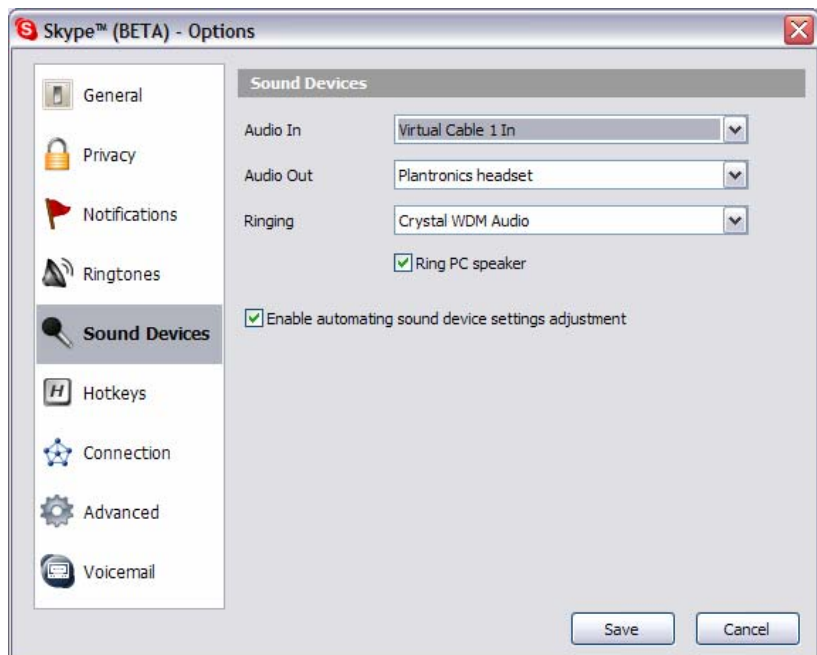 Skype™ (BETA) - Options
General
Privacy
Notifications
Ringtones
Sound Devices
H Hotkeys
Connection
Advanced
Voicemail
Sound Devices
Audio In Virtual Cable 1 In
Audio Out Plantronics headset
Ringing Crystal WDM Audio
Ring PC speaker
Enable automating sound device settings adjustment
Save Cancel